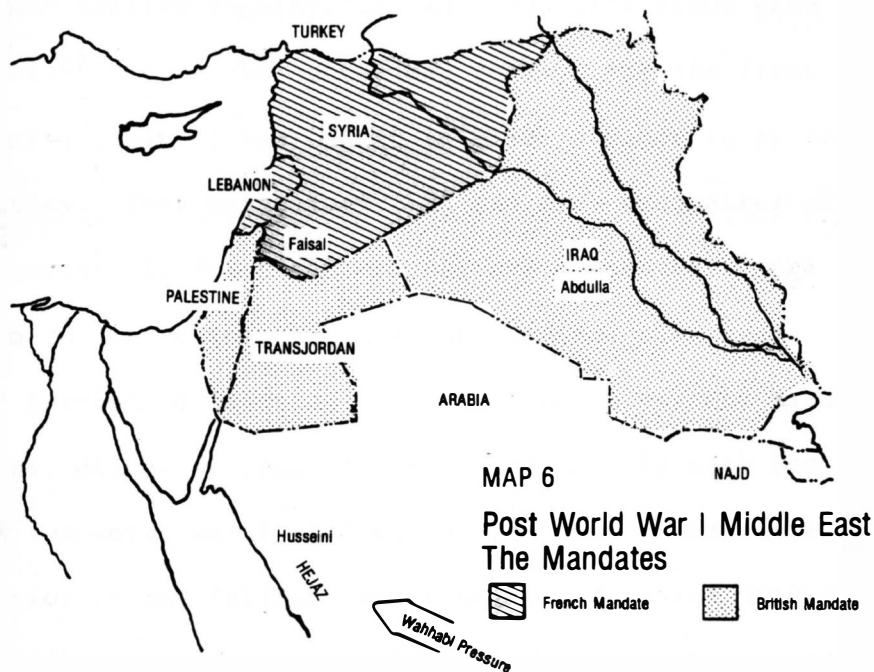 TURKEY
SYRIA
LEBANON
Faisal
IRAQ
Abdulla
PALESTINE
TRANSJORDAN
ARABIA
NAJD
MAP 6
Post World War I Middle East
The Mandates
French Mandate
British Mandate
Husseini
HEJAZ
Wahhabi Pressure